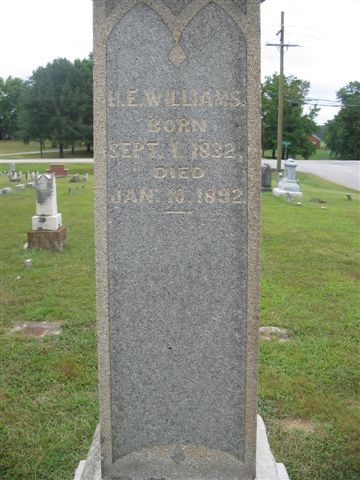 H.E. WILLIAMS.
BORN
SEPT. 1, 1832,
DIED
JAN. 16, 1892.